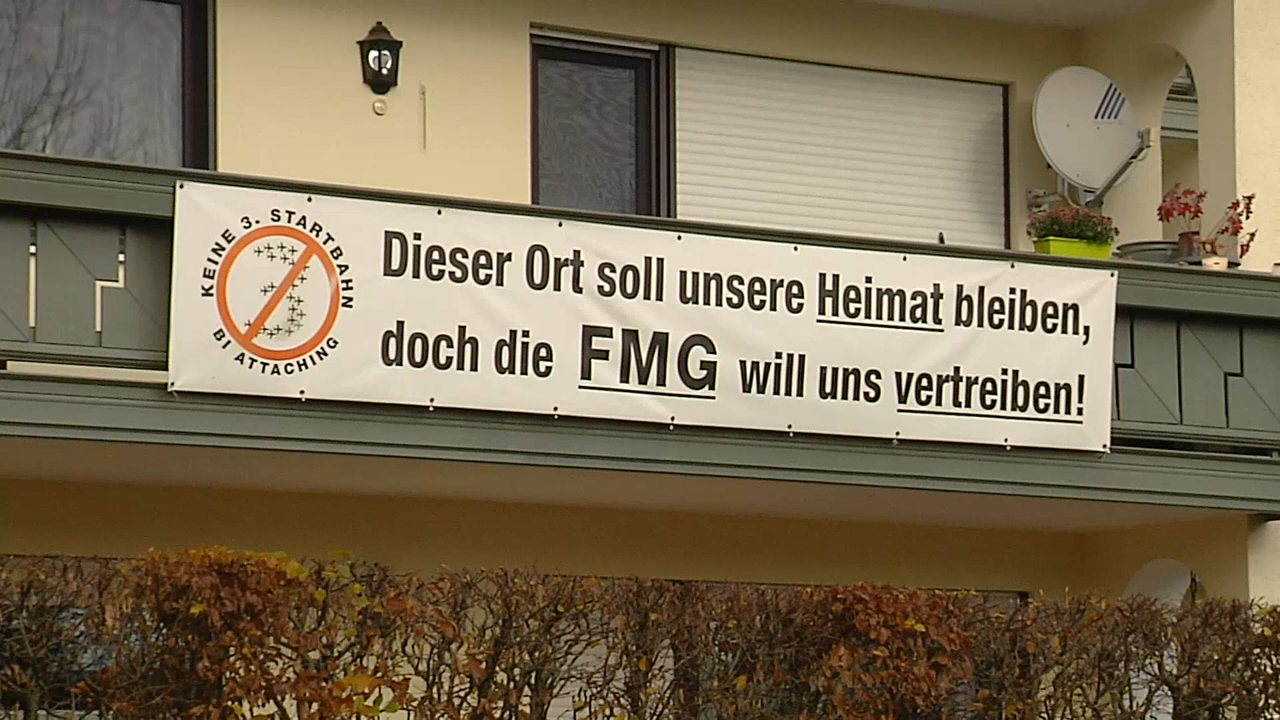 KEINE 3. STARTBAHN
BI ATTACHING
Dieser Ort soll unsere Heimat bleiben,
doch die FMG will uns vertreiben!